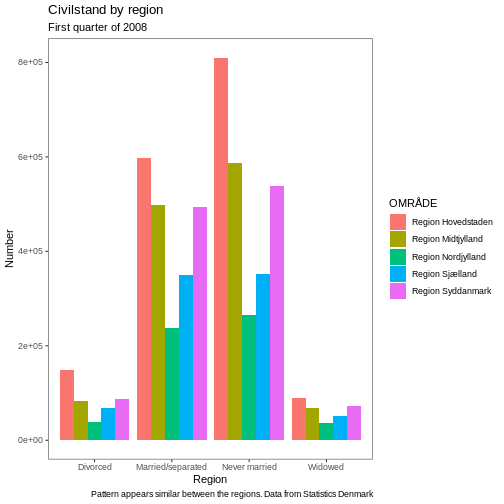 Civilstand by region
First quarter of 2008
8e+05
6e+05
4e+05
2e+05
0e+00
Number
Divorced
Married/separated
Never married
Widowed
Region
Pattern appears similar between the regions. Data from Statistics Denmark
OMRÅDE
Region Hovedstaden
Region Midtjylland
Region Nordjylland
Region Sjælland
Region Syddanmark